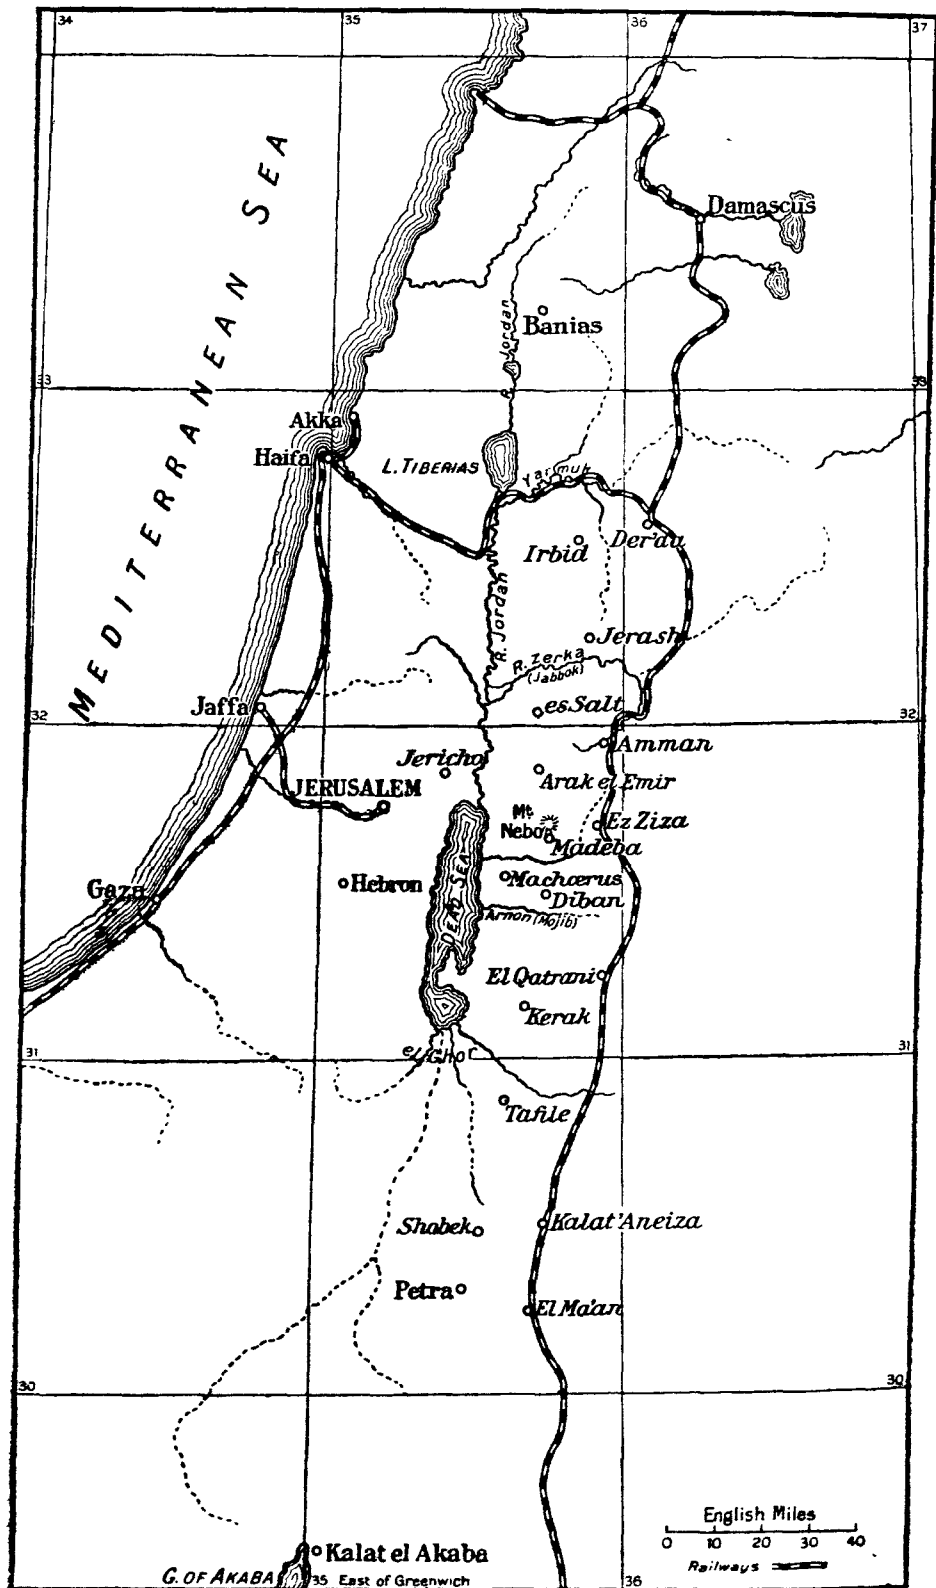 34
35
36
37
MEDITERRANEAN SEA
Damascus
R. Jordan
Banias
33
33
Akka
Haifa
L. TIBERIAS
Yarmuk
Der'aa
Irbid
R. Jordan
Jerash
R. Zerka
(Jabbok)
es Salt
Jaffa
32
32
Amman
Jericho
Arak el Emir
JERUSALEM
Mt
Nebo
Ez Ziza
Madeba
Gaza
Hebron
DEAD SEA
Machærus
Diban
Arnon (Mojib)
El Qatrani
Kerak
el Ghor
31
31
Tafile
Shobek
Kalat 'Aneiza
Petra
El Ma'an
30
30
English Miles
0 10 20 30 40
Railways
Kalat el Akaba
G. OF AKABA
35 East of Greenwich
36